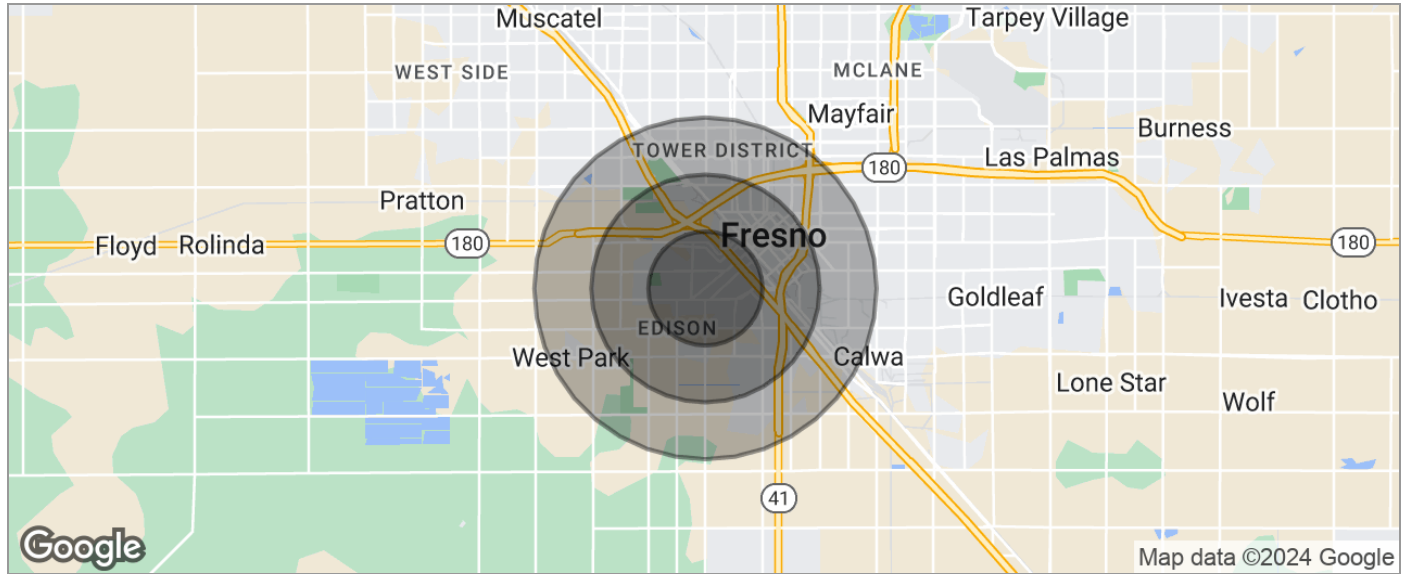 Muscatel
Tarpey Village
WEST SIDE
MCLANE
Mayfair
Burness
TOWER DISTRICT
Las Palmas
180
Pratton
Fresno
Floyd
Rolinda
180
180
Goldleaf
Ivesta
Clotho
EDISON
West Park
Calwa
Lone Star
Wolf
41
Google
Map data ©2024 Google